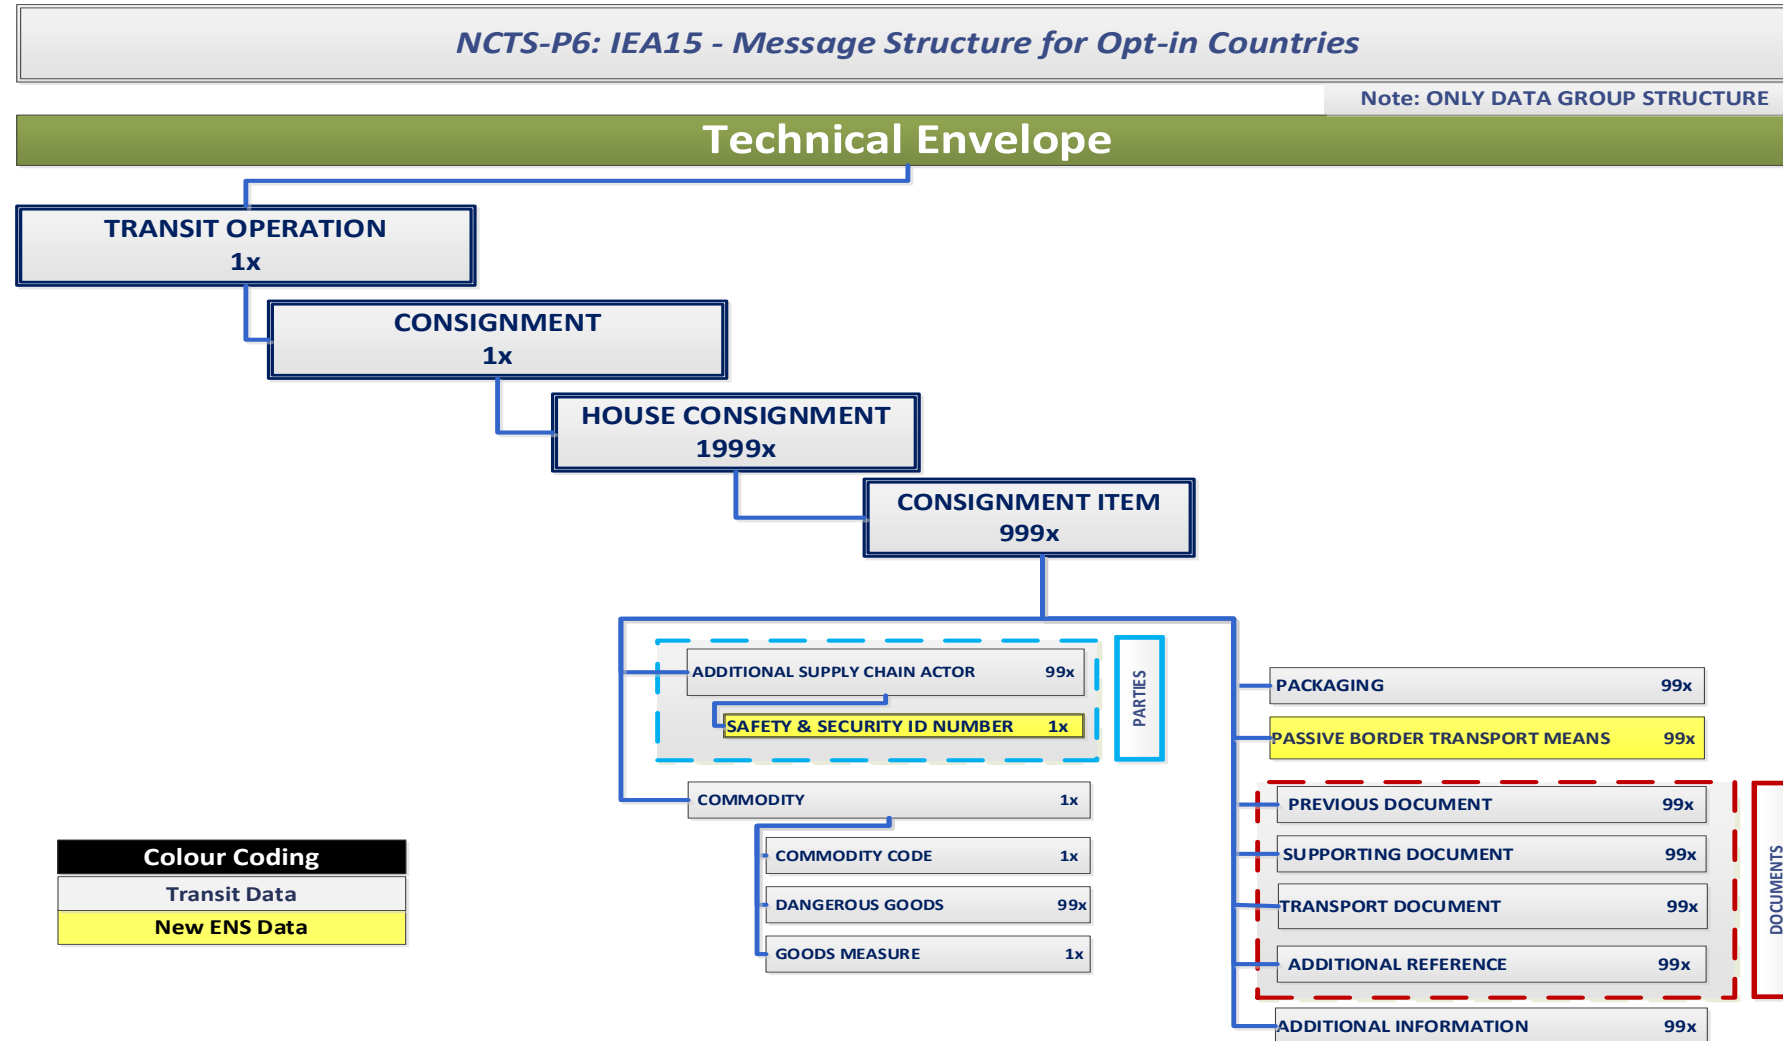 NCTS-P6: IEA15 - Message Structure for Opt-in Countries
Note: ONLY DATA GROUP STRUCTURE
Technical Envelope
TRANSIT OPERATION
1x
CONSIGNMENT
1x
HOUSE CONSIGNMENT
1999x
CONSIGNMENT ITEM
999x
ADDITIONAL SUPPLY CHAIN ACTOR 99x
SAFETY & SECURITY ID NUMBER 1x
PARTIES
COMMODITY 1x
COMMODITY CODE 1x
DANGEROUS GOODS 99x
GOODS MEASURE 1x
PACKAGING 99x
PASSIVE BORDER TRANSPORT MEANS 99x
PREVIOUS DOCUMENT 99x
SUPPORTING DOCUMENT 99x
TRANSPORT DOCUMENT 99x
ADDITIONAL REFERENCE 99x
DOCUMENTS
ADDITIONAL INFORMATION 99x
Colour Coding
Transit Data
New ENS Data